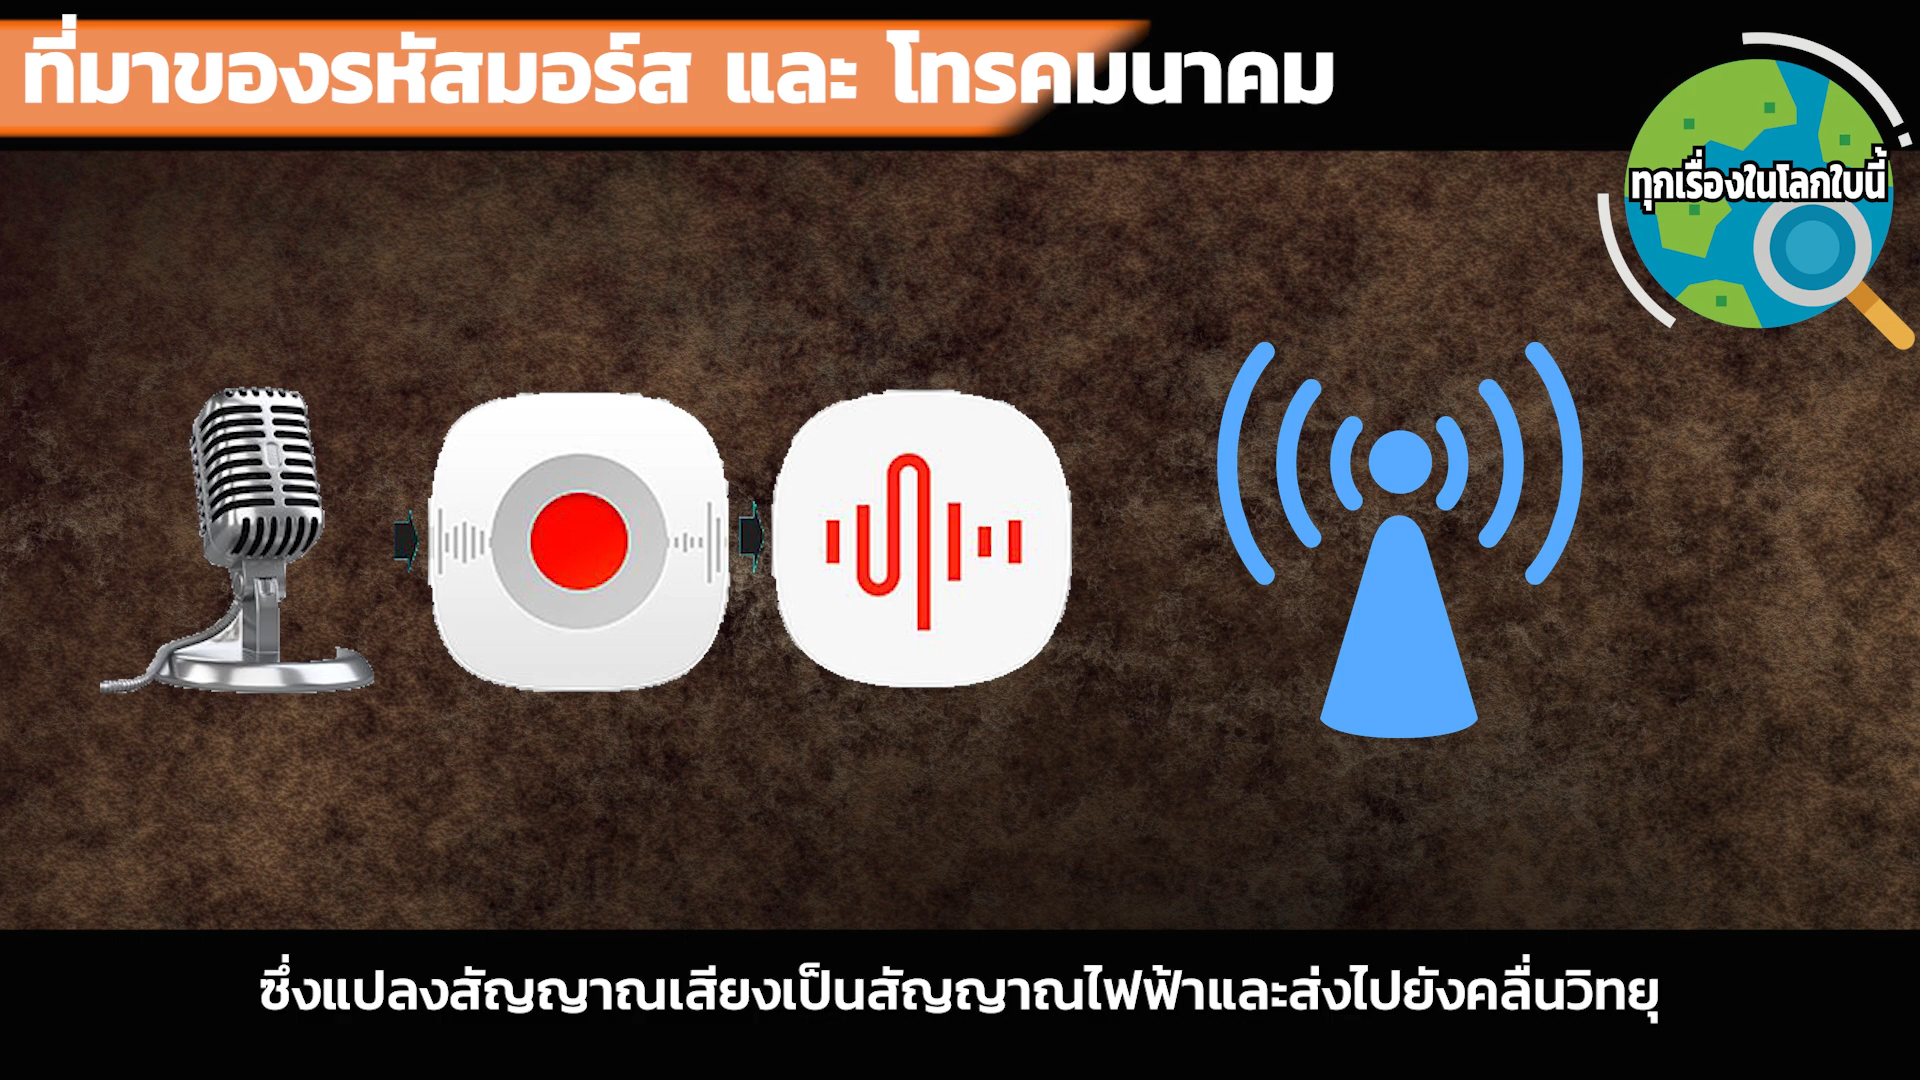 ที่มาของรหัสมอร์ส และ โทรคมนาคม
ทุกเรื่องในโลกใบนี้
ซึ่งแปลงสัญญาณเสียงเป็นสัญญาณไฟฟ้าและส่งไปยังคลื่นวิทยุ